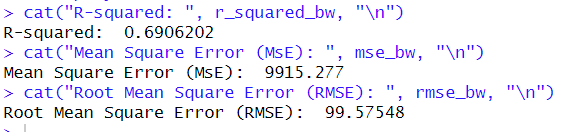 > cat("R-squared: ", r_squared_bw, "\n")
R-squared:  0.6906202
> cat("Mean Square Error (MsE): ", mse_bw, "\n")
Mean Square Error (MsE):  9915.277
> cat("Root Mean Square Error (RMSE): ", rmse_bw, "\n")
Root Mean Square Error (RMSE):  99.57548
>